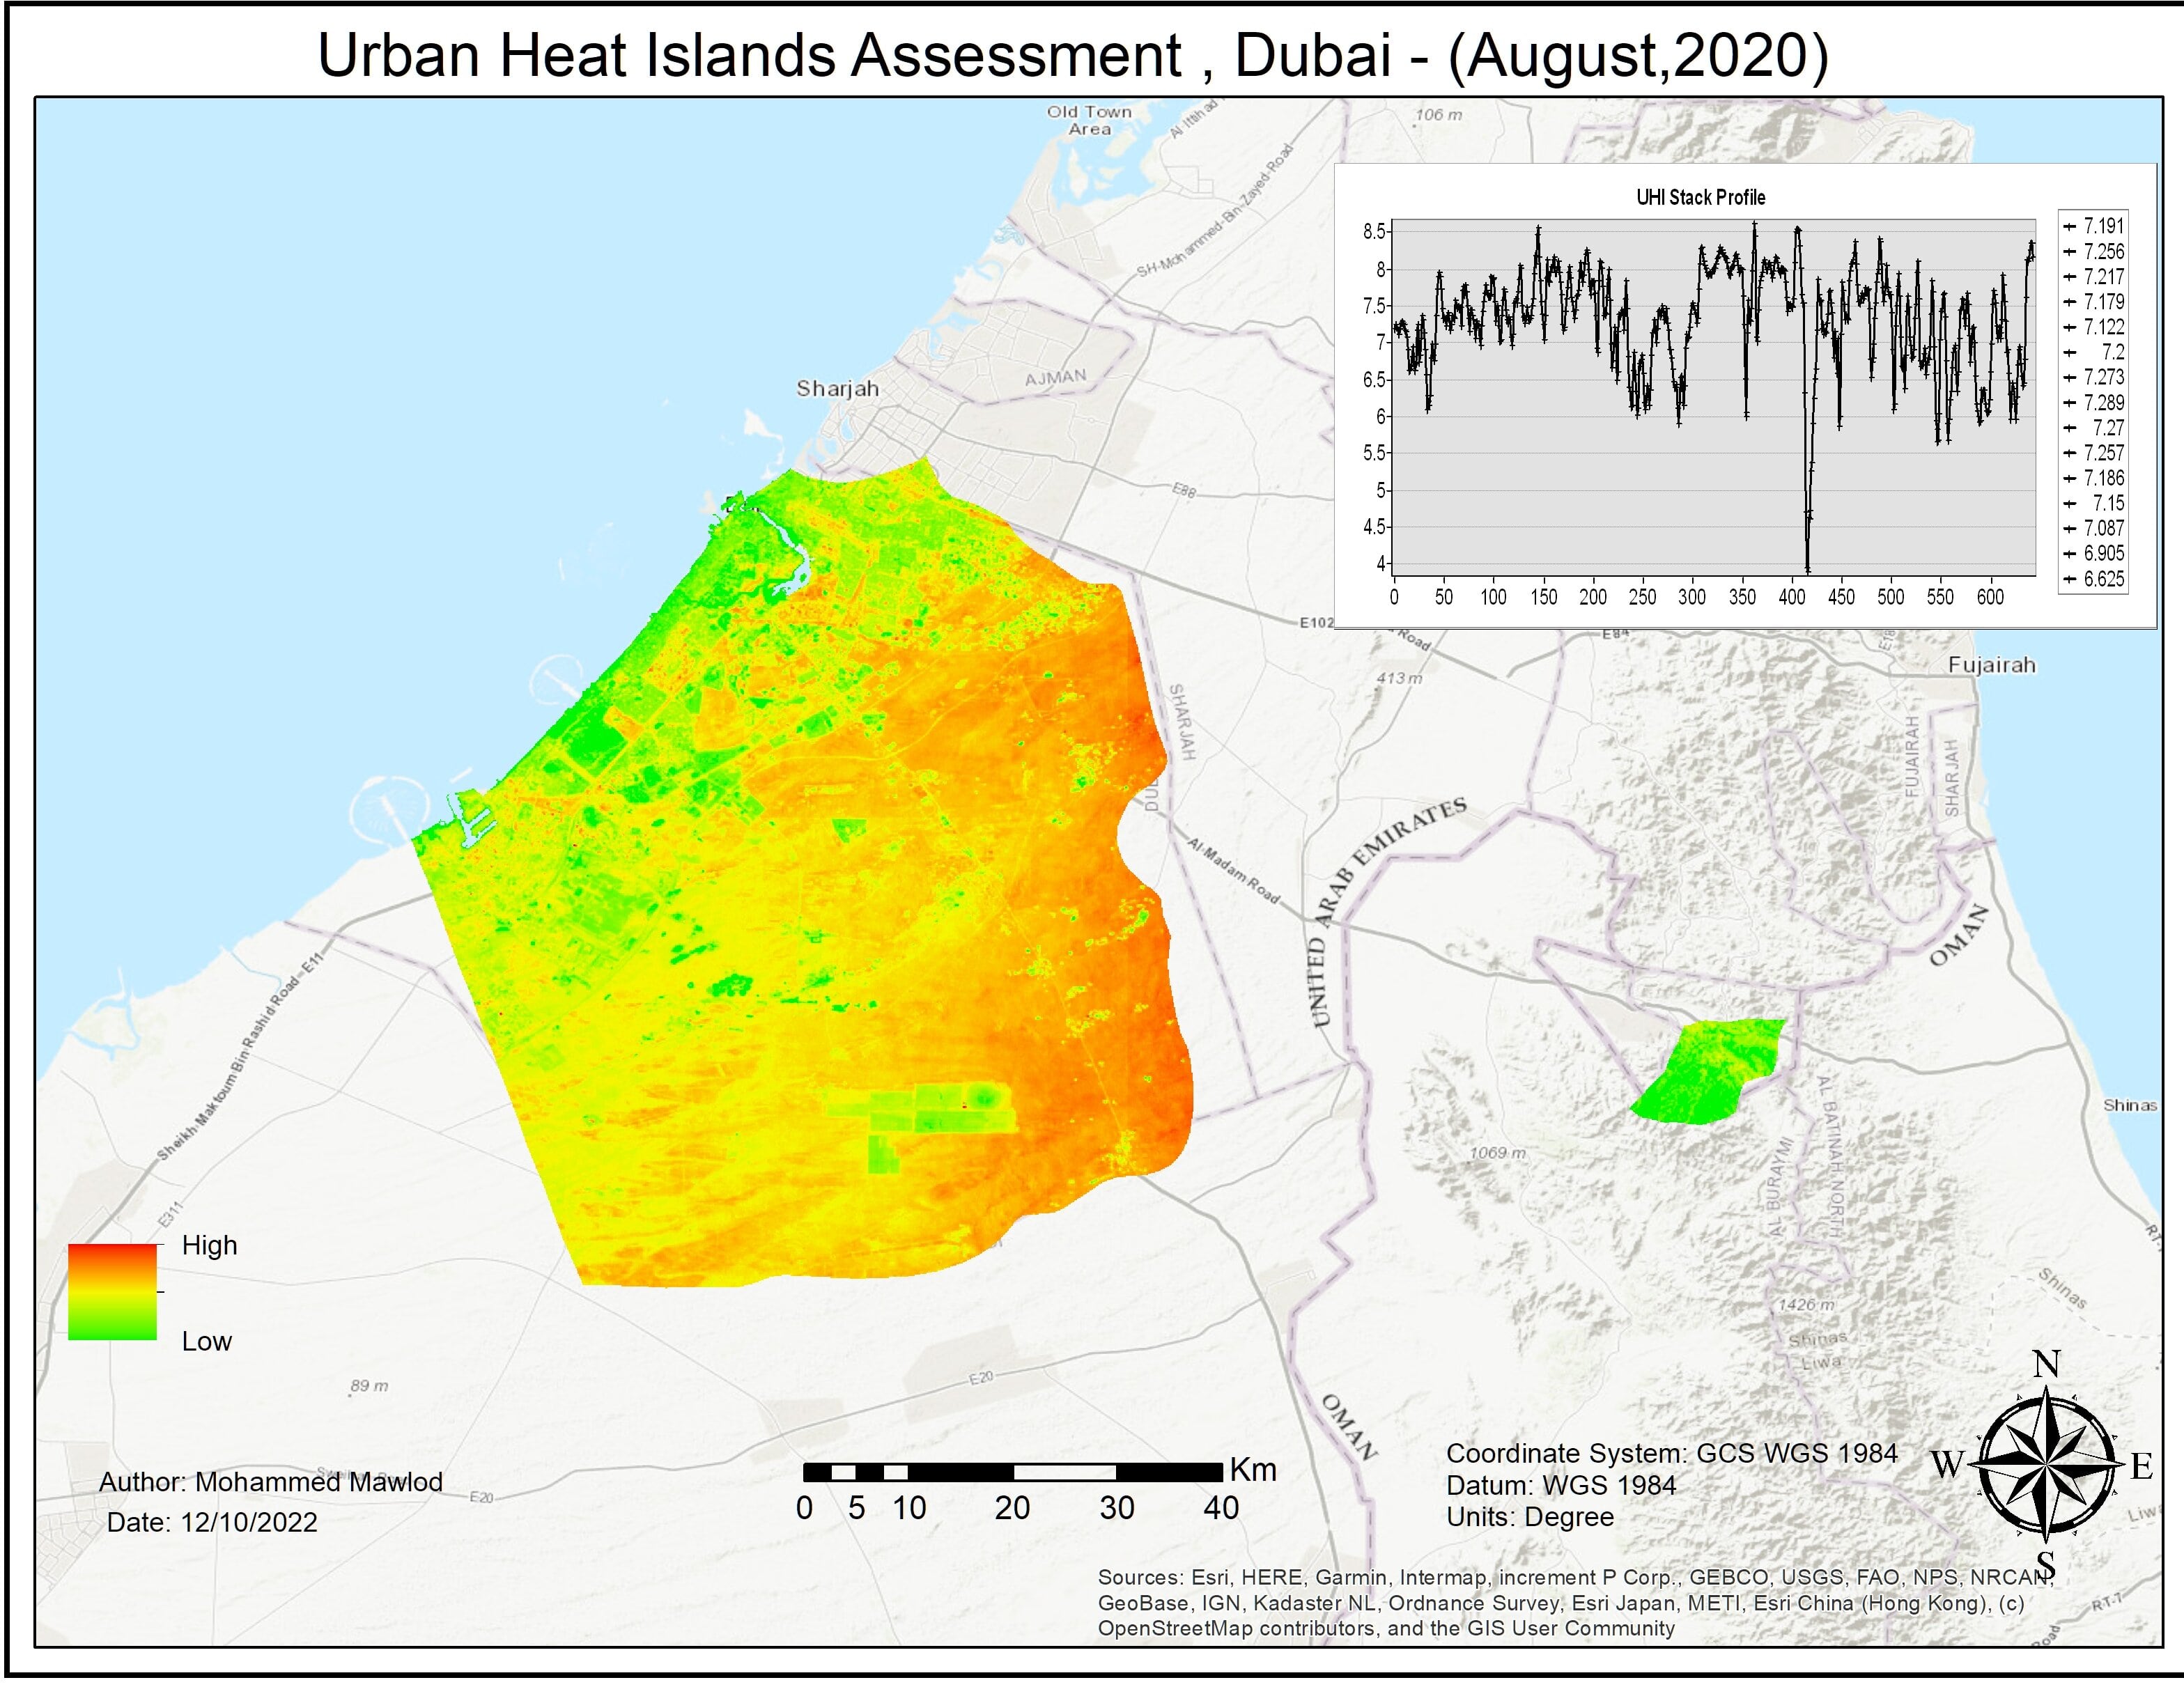 Urban Heat Islands Assessment , Dubai - (August,2020)
Old Town
Area
106 m
SH-Mohammed-Bin-Zayed-Road
UHI Stack Profile
8.5
8
7.5
7
6.5
6
5.5
5
4.5
4
0 50 100 150 200 250 300 350 400 450 500 550 600
7.191
7.256
7.217
7.179
7.122
7.2
7.273
7.289
7.27
7.257
7.186
7.15
7.087
6.905
6.625
Sharjah
AJMAN
E88
E102
Road
E84
Fujairah
413 m
SHARJAH
FUJAIRAH
SHARJAH
Al-Madam Road
UNITED ARAB EMIRATES
OMAN
Sheikh Maktoum Bin Rashid Road-E11
E311
Shinas
1069 m
AL BURAYMI
AL BATINAH NORTH
High
Low
1426 m
Shinas
Shinas
Liwa
89 m
E20
OMAN
E20
Author: Mohammed Mawlod
Date: 12/10/2022
Km
0 5 10 20 30 40
Coordinate System: GCS WGS 1984
Datum: WGS 1984
Units: Degree
N
W
E
S
Sources: Esri, HERE, Garmin, Intermap, increment P Corp., GEBCO, USGS, FAO, NPS, NRCAN,
GeoBase, IGN, Kadaster NL, Ordnance Survey, Esri Japan, METI, Esri China (Hong Kong), (c)
OpenStreetMap contributors, and the GIS User Community
RT-7
Road